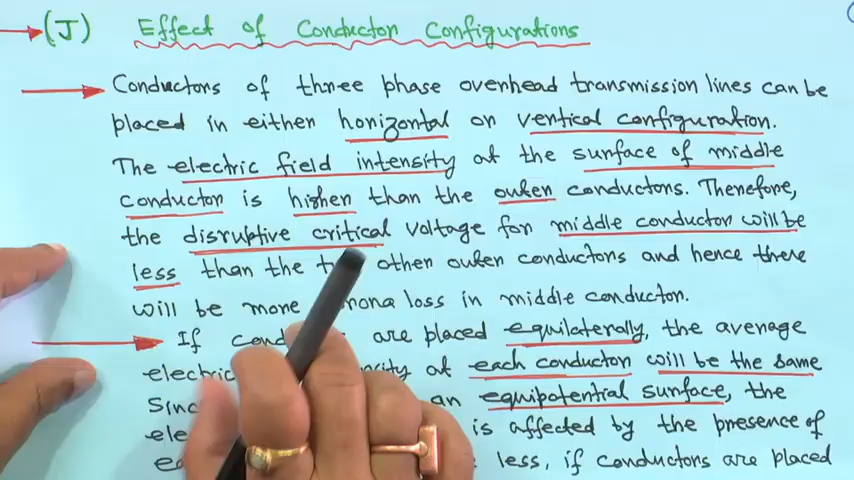 (J) Effect of Conductor Configurations
Conductors of three phase overhead transmission lines can be
placed in either horizontal or vertical configuration.
The electric field intensity at the surface of middle
conductor is higher than the outer conductors. Therefore,
the disruptive critical voltage for middle conductor will be
less than the other outer conductors and hence there
will be more loss in middle conductor.
If are placed equilaterally, the average
at each conductor will be the same
an equipotential surface, the
is affected by the presence of
less, if conductors are placed